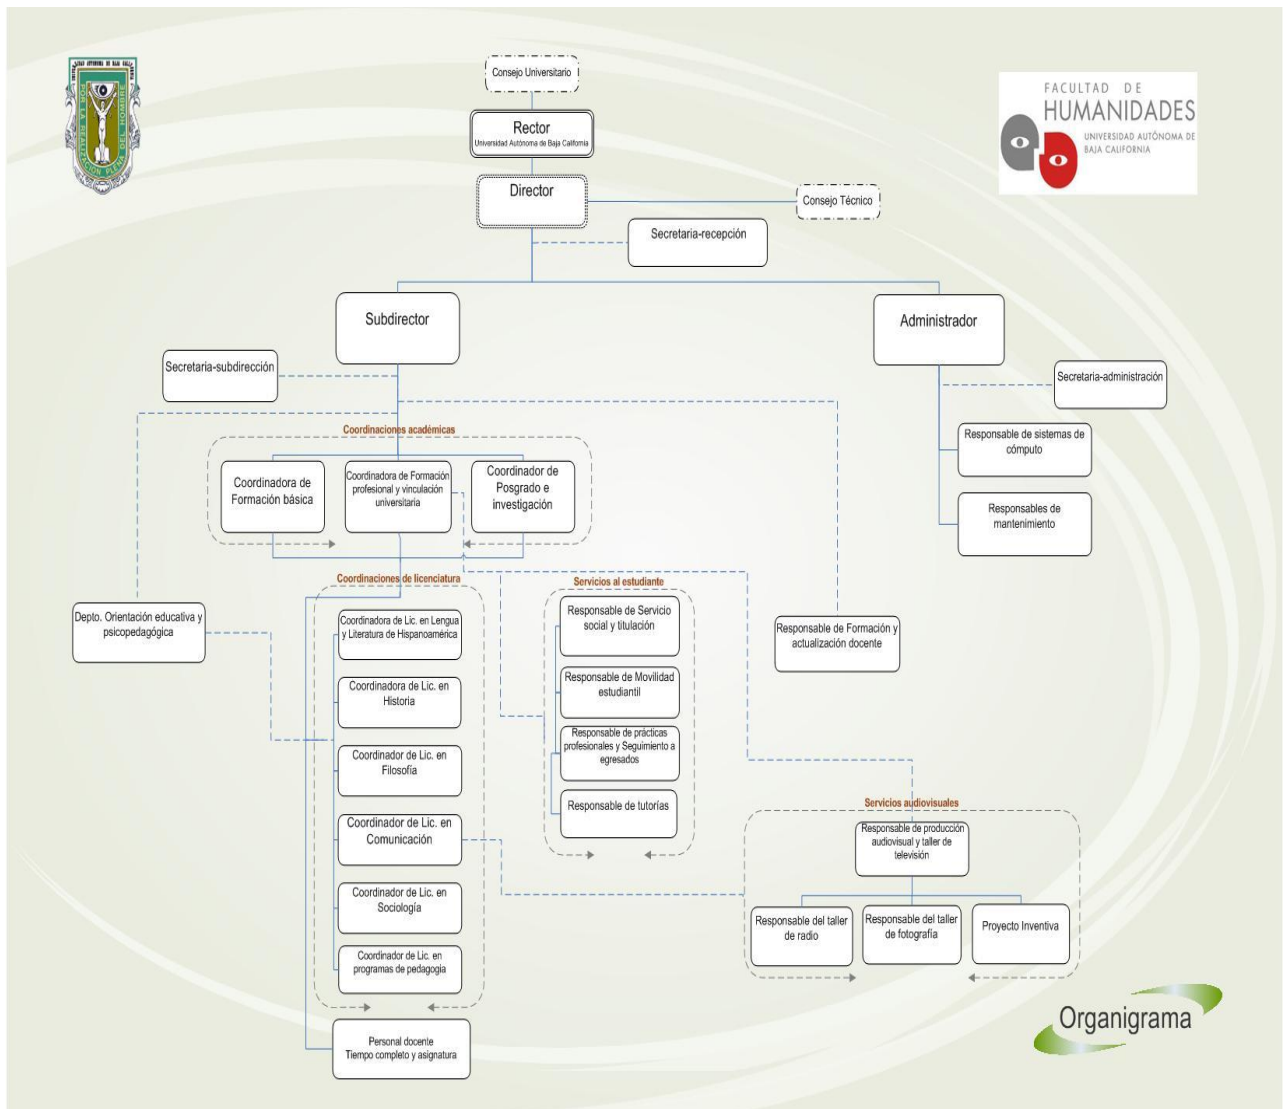 Consejo Universitario
Rector
Universidad Autónoma de Baja California
Director
Consejo Técnico
Secretaria-recepción
FACULTAD DE
HUMANIDADES
UNIVERSIDAD AUTÓNOMA DE
BAJA CALIFORNIA
POR LA REALIZACIÓN PLENA DEL HOMBRE
Subdirector
Administrador
Secretaria-subdirección
Secretaria-administración
Coordinaciones académicas
Coordinadora de
Formación básica
Coordinadora de Formación
profesional y vinculación
universitaria
Coordinador de
Posgrado e
investigación
Responsable de sistemas de
cómputo
Responsables de
mantenimiento
Coordinaciones de licenciatura
Servicios al estudiante
Depto. Orientación educativa y
psicopedagógica
Coordinadora de Lic. en Lengua
y Literatura de Hispanoamérica
Coordinadora de Lic. en
Historia
Coordinador de Lic. en
Filosofía
Coordinador de Lic. en
Comunicación
Coordinador de Lic. en
Sociología
Coordinador de Lic. en
programas de pedagogía
Personal docente
Tiempo completo y asignatura
Responsable de Servicio
social y titulación
Responsable de Movilidad
estudiantil
Responsable de prácticas
profesionales y Seguimiento a
egresados
Responsable de tutorías
Responsable de Formación y
actualización docente
Servicios audiovisuales
Responsable de producción
audiovisual y taller de
televisión
Responsable del taller
de radio
Responsable del taller
de fotografía
Proyecto Inventiva
Organigrama